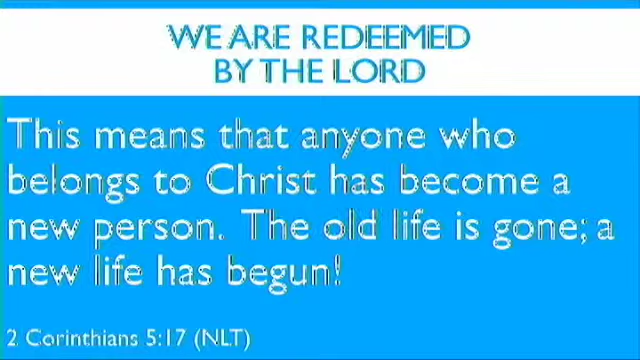 WE ARE REDEEMED
BY THE LORD
This means that anyone who
belongs to Christ has become a
new person. The old life is gone; a
new life has begun!
2 Corinthians 5:17 (NLT)